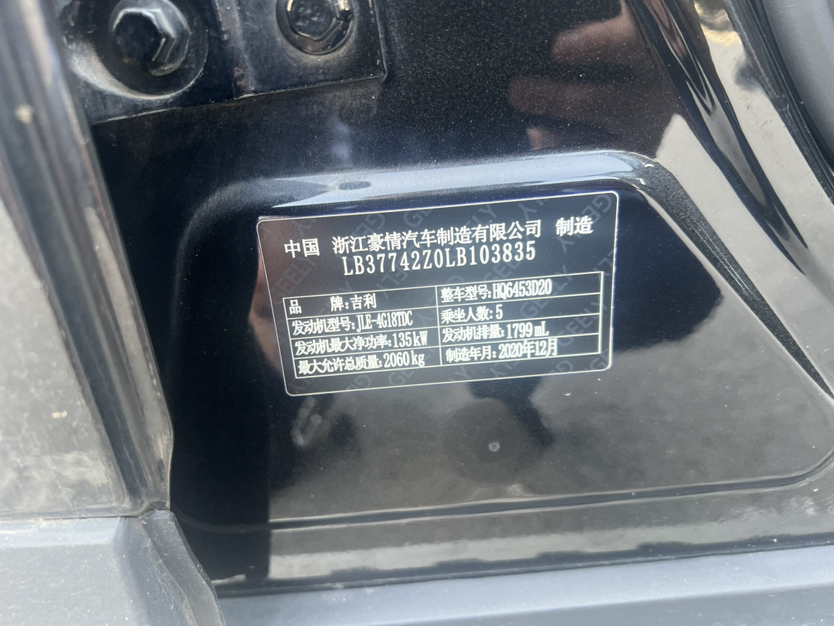 中国 浙江豪情汽车制造有限公司 制造
LB37742Z0LB103835
品 牌:吉利 整车型号:HQ6453D20
发动机型号:JLE-4G18TDC 乘坐人数:5
发动机最大净功率:135kW 发动机排量:1799mL
最大允许总质量:2060kg 制造年月:2020年12月